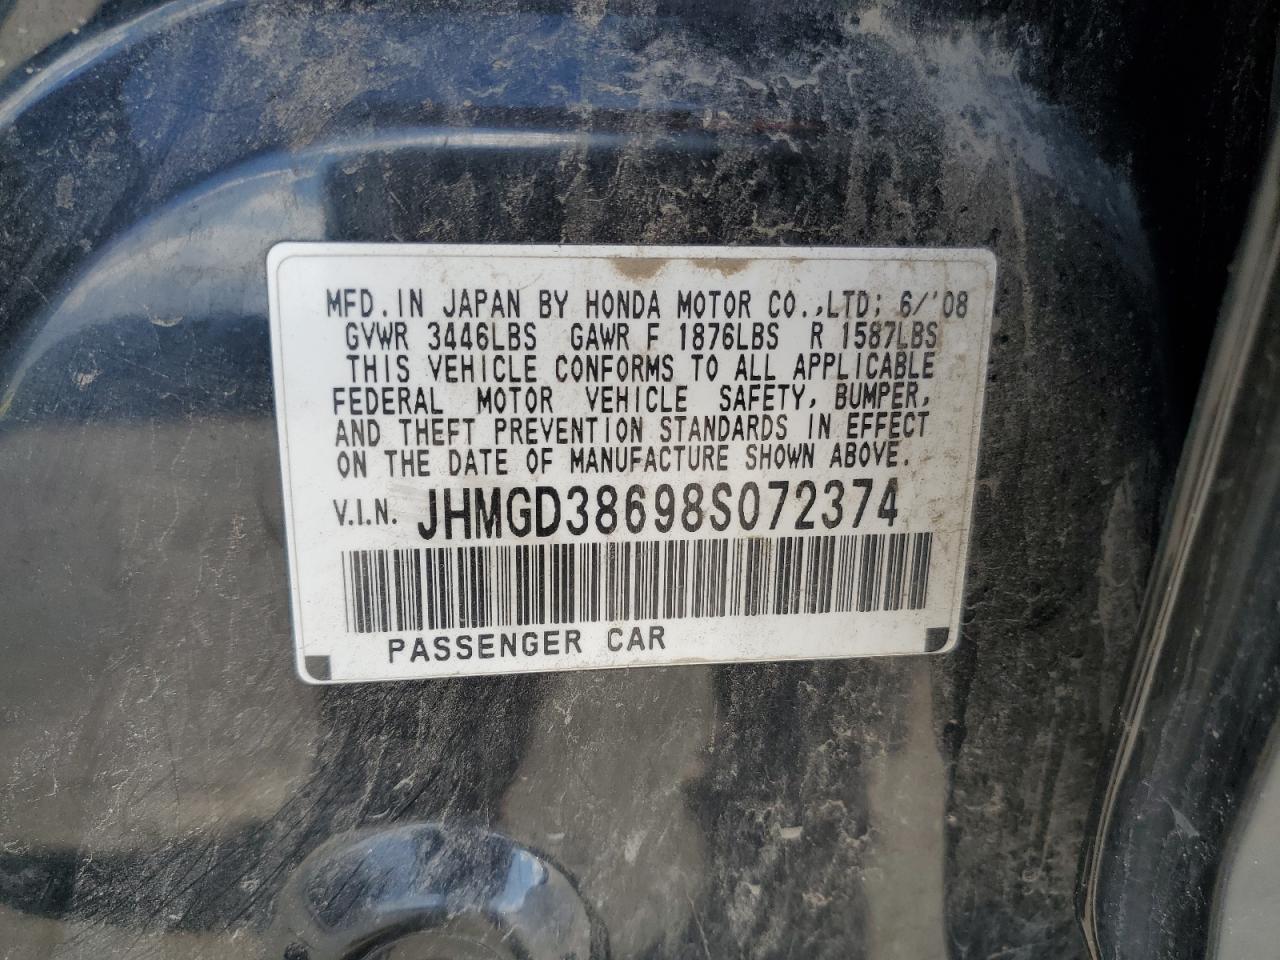 MFD.IN JAPAN BY HONDA MOTOR CO.,LTD; 6/'08
GVWR 3446LBS GAWR F 1876LBS R 1587LBS
THIS VEHICLE CONFORMS TO ALL APPLICABLE
FEDERAL MOTOR VEHICLE SAFETY, BUMPER,
AND THEFT PREVENTION STANDARDS IN EFFECT
ON THE DATE OF MANUFACTURE SHOWN ABOVE.
V.I.N. JHMGD38698S072374
PASSENGER CAR